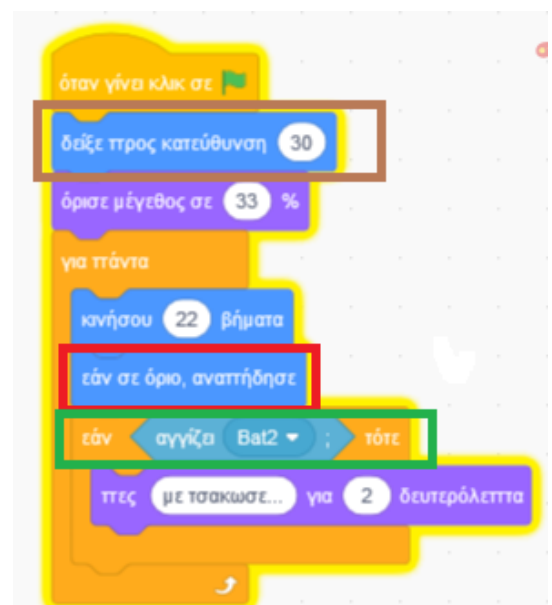 όταν γίνει κλικ σε
δείξε προς κατεύθυνση 30
όρισε μέγεθος σε 33 %
για πάντα
κινήσου 22 βήματα
εάν σε όριο, αναπήδησε
εάν αγγίζει Bat2 ; τότε
πες με τσακωσε... για 2 δευτερόλεπτα